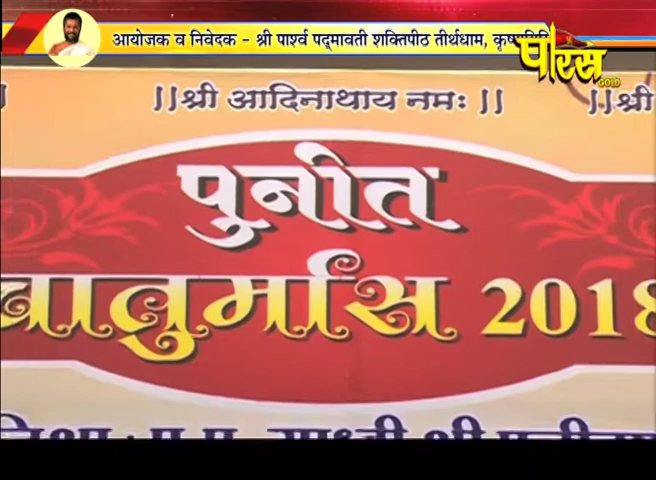 आयोजक व निवेदक - श्री पार्श्व पद्मावती शक्तिपीठ तीर्थधाम,
पारस
GOLD
||श्री आदिनाथाय नमः ||
||श्री
पुनीत
चातुर्मास 2018